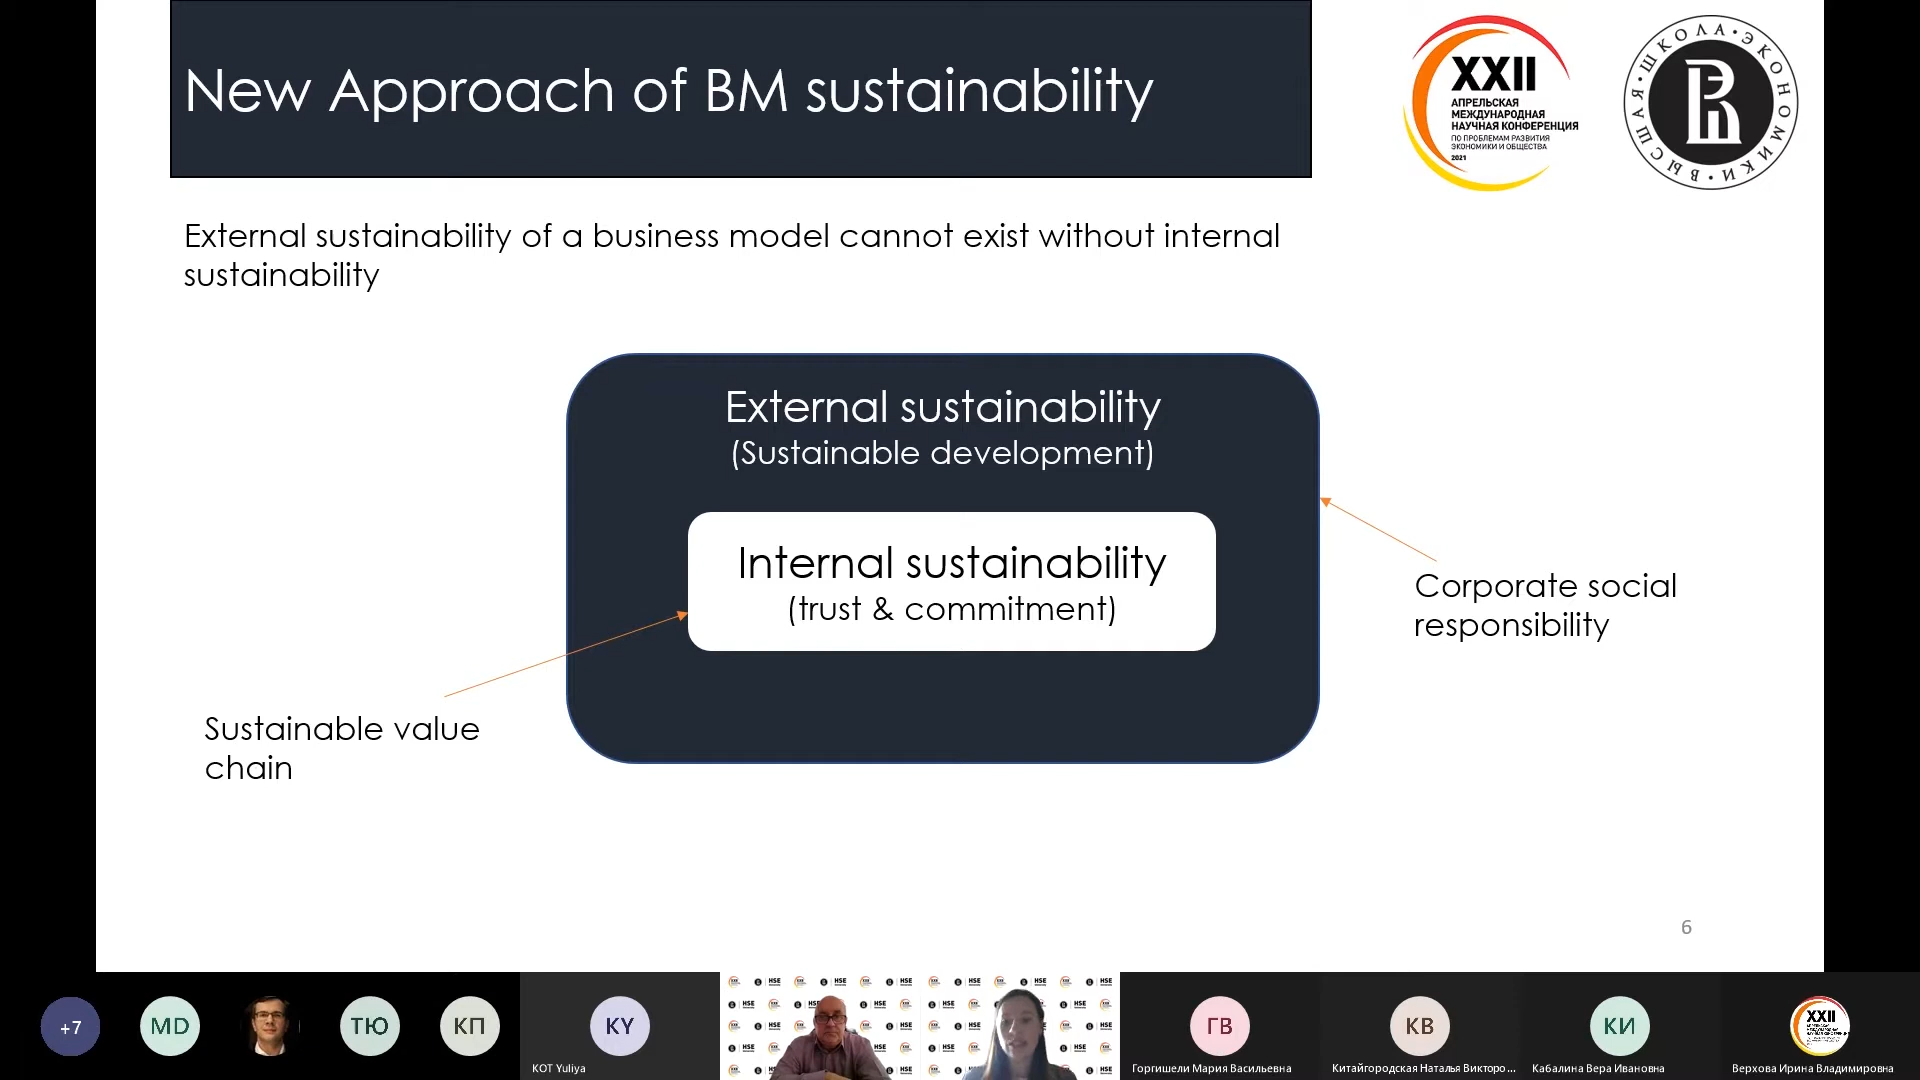 New Approach of BM sustainability
XXII
АПРЕЛЬСКАЯ
МЕЖДУНАРОДНАЯ
НАУЧНАЯ КОНФЕРЕНЦИЯ
ПО ПРОБЛЕМАМ РАЗВИТИЯ
ЭКОНОМИКИ И ОБЩЕСТВА
2021
ВЫСШАЯ • ШКОЛА • ЭКОНОМИКИ •
External sustainability of a business model cannot exist without internal
sustainability
External sustainability
(Sustainable development)
Internal sustainability
(trust & commitment)
Corporate social
responsibility
Sustainable value
chain
6
+7
MD
ТЮ
КП
KY
KOT Yuliya
HSE
ГВ
Горгишели Мария Васильевна
КВ
Китайгородская Наталья Викторо ...
КИ
Кабалина Вера Ивановна
XXII
Верхова Ирина Владимировна